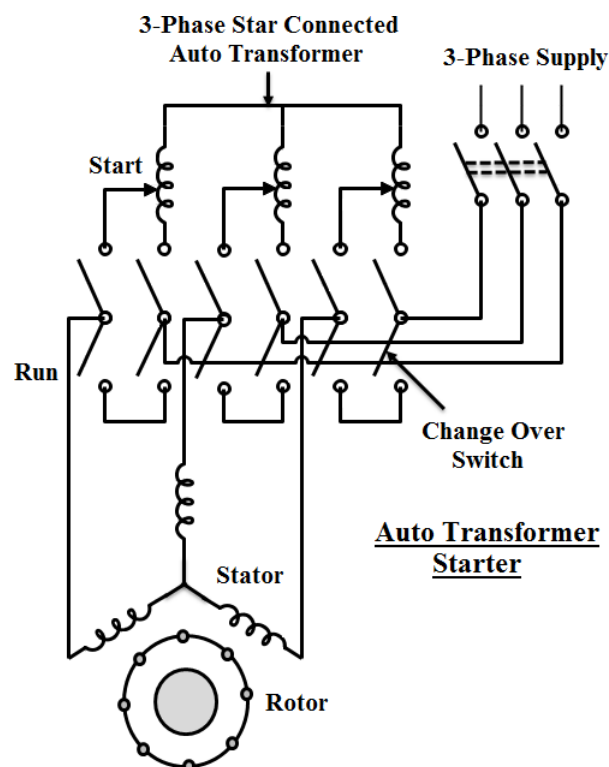 3-Phase Star Connected
Auto Transformer
3-Phase Supply
Start
Run
Change Over
Switch
Auto Transformer
Starter
Stator
Rotor